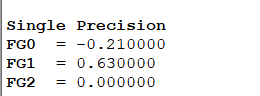 Single Precision
FG0 = -0.210000
FG1 = 0.630000
FG2 = 0.000000